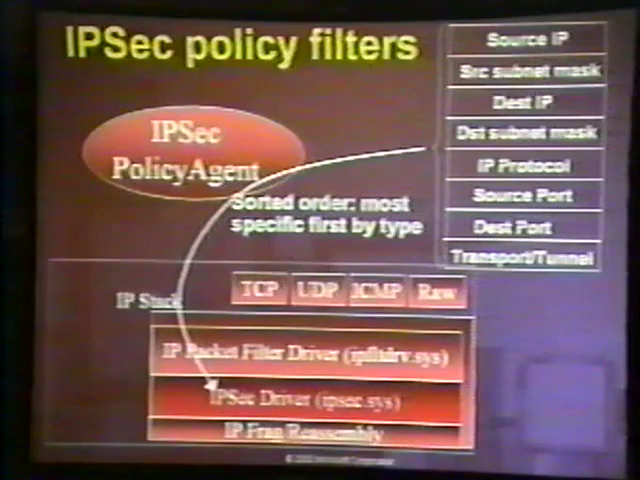 IPSec policy filters
Source IP
Src subnet mask
Dest IP
Dst subnet mask
IP Protocol
Source Port
Dest Port
Transport/Tunnel
IPSec
PolicyAgent
Sorted order: most
specific first by type
IP Stack
TCP UDP ICMP Raw
IP Packet Filter Driver (ipfltdrv.sys)
IPSec Driver (ipsec.sys)
IP Frag/Reassembly